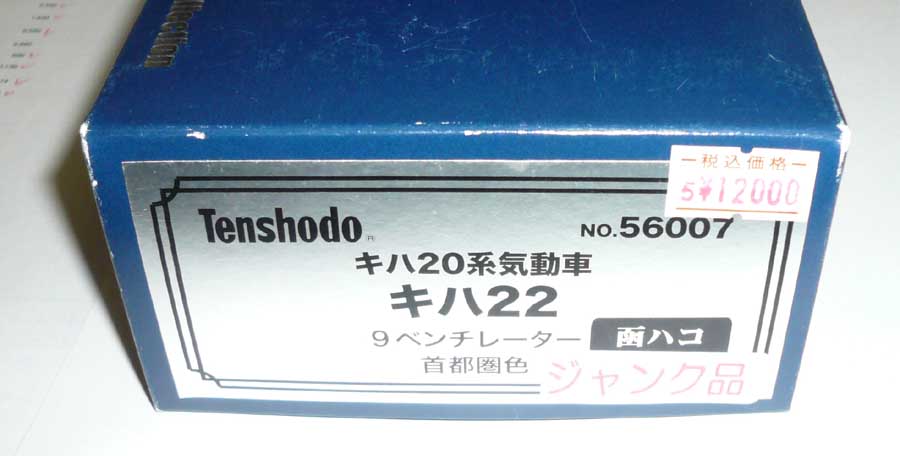 llection
税込価格
5¥12000
Tenshodo®
NO.56007
キハ20系気動車
キハ22
9ベンチレーター
函ハコ
首都圏色
ジャンク品